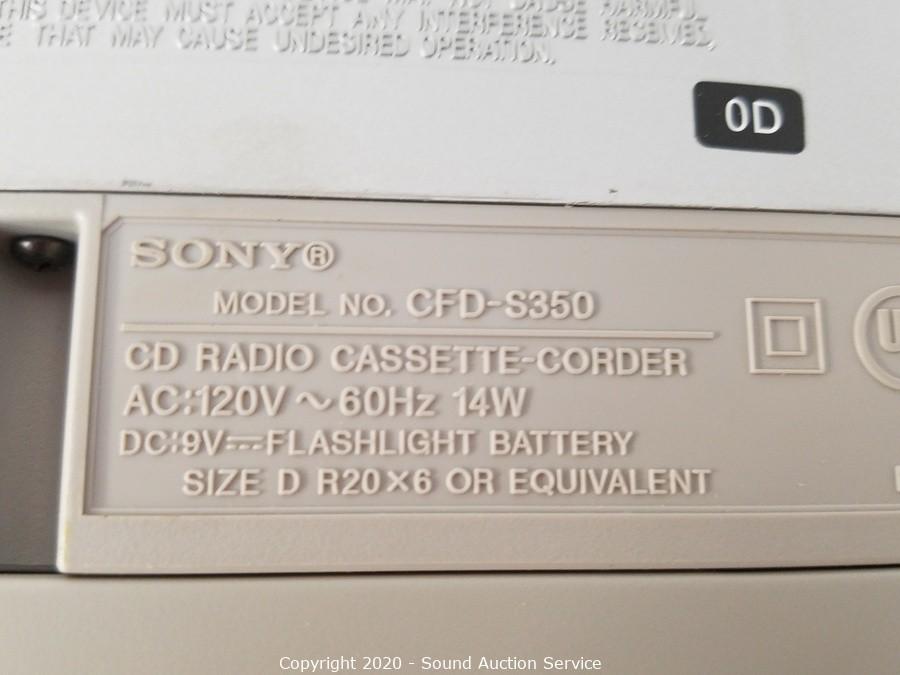 THIS DEVICE MUST ACCEPT ANY INTERFERENCE RECEIVED,
THAT MAY CAUSE UNDESIRED OPERATION.
0D
SONY®
MODEL NO. CFD-S350
CD RADIO CASSETTE-CORDER
AC:120V ~ 60Hz 14W
DC:9V⎓FLASHLIGHT BATTERY
SIZE D R20×6 OR EQUIVALENT
Copyright 2020 - Sound Auction Service